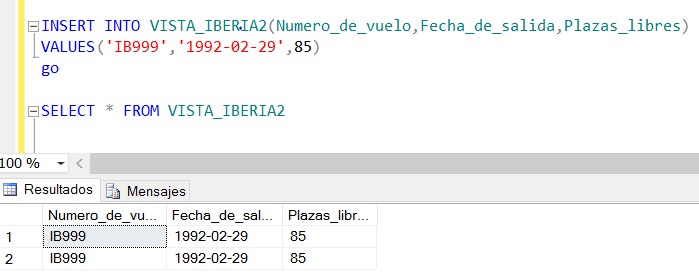 INSERT INTO VISTA_IBERIA2(Numero_de_vuelo,Fecha_de_salida,Plazas_libres)
VALUES('IB999','1992-02-29',85)
go
SELECT * FROM VISTA_IBERIA2
100 %
Resultados Mensajes
Numero_de_vu... Fecha_de_sal... Plazas_libr...
1 IB999 1992-02-29 85
2 IB999 1992-02-29 85